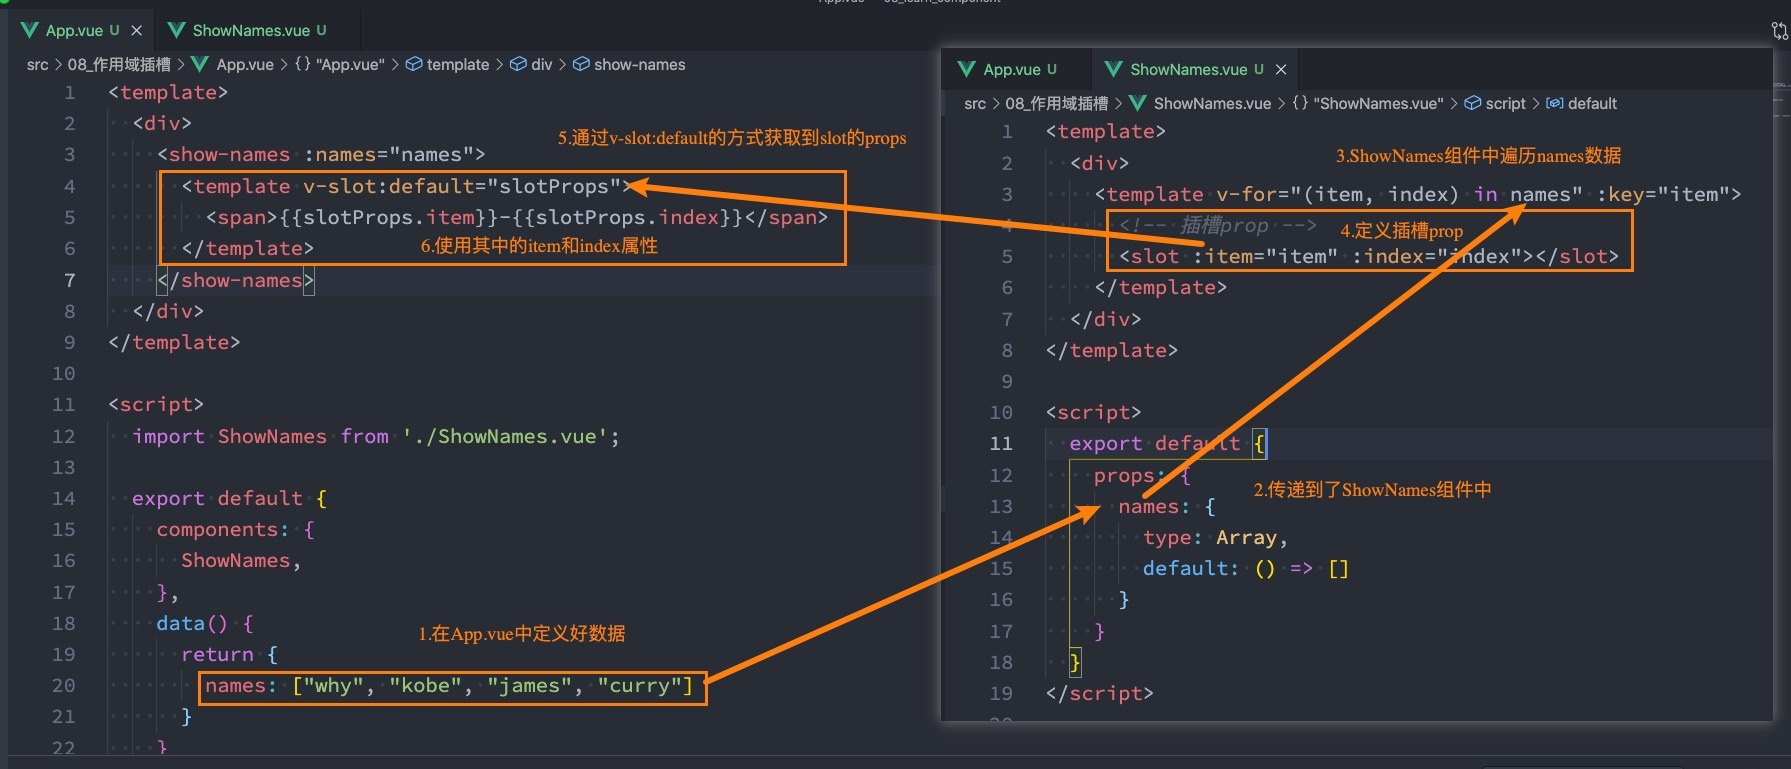 App.vue U ×
ShowNames.vue U
src > 08_作用域插槽 > App.vue > {} "App.vue" > template > div > show-names
1 <template>
2 <div>
5.通过v-slot:default的方式获取到slot的props
3 <show-names :names="names">
4 <template v-slot:default="slotProps">
5 <span>{{slotProps.item}}-{{slotProps.index}}</span>
6 </template>
6.使用其中的item和index属性
7 </show-names>
8 </div>
9 </template>
10
11 <script>
12 import ShowNames from './ShowNames.vue';
13
14 export default {
15 components: {
16 ShowNames,
17 },
18 data() {
1.在App.vue中定义好数据
19 return {
20 names: ["why", "kobe", "james", "curry"]
21 }
22 }
App.vue U
ShowNames.vue U ×
src > 08_作用域插槽 > ShowNames.vue > {} "ShowNames.vue" > script > default
1 <template>
2 <div>
3.ShowNames组件中遍历names数据
3 <template v-for="(item, index) in names" :key="item">
4 <!-- 插槽prop -->
4.定义插槽prop
5 <slot :item="item" :index="index"></slot>
6 </template>
7 </div>
8 </template>
9
10 <script>
11 export default {
12 props: {
2.传递到了ShowNames组件中
13 names: {
14 type: Array,
15 default: () => []
16 }
17 }
18 }
19 </script>